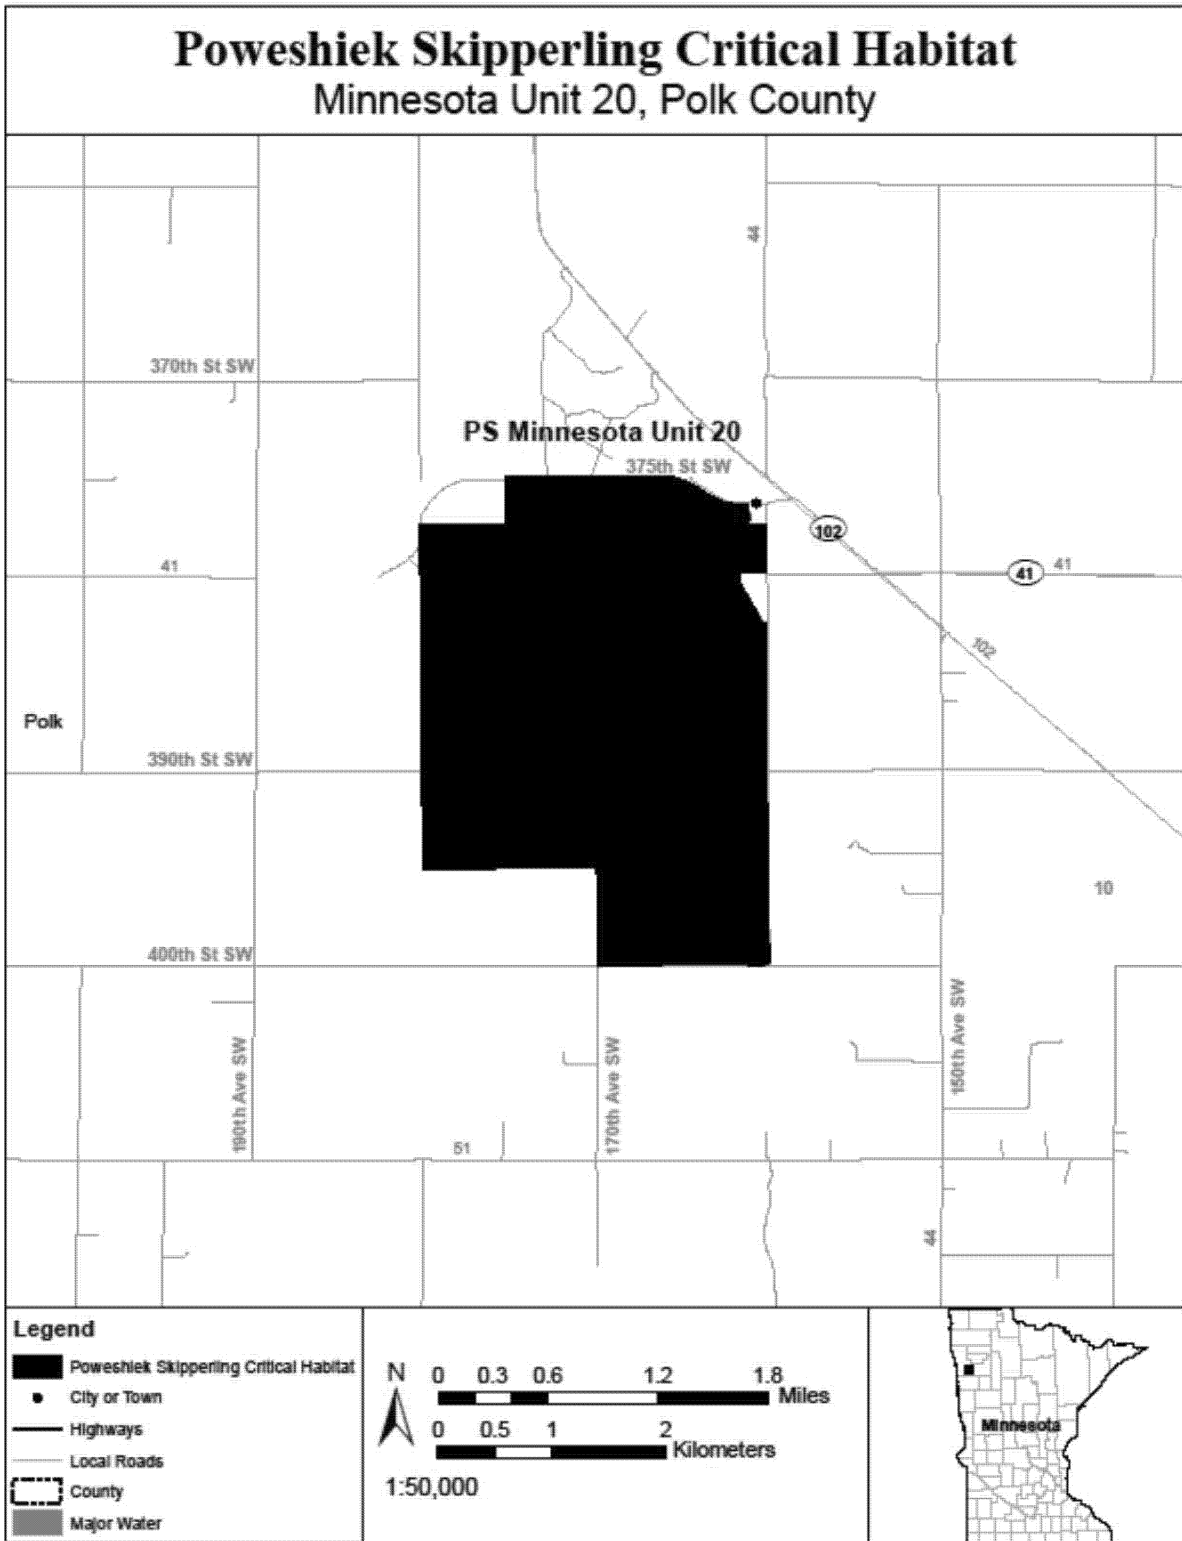 Poweshiek Skipperling Critical Habitat
Minnesota Unit 20, Polk County
44
370th St SW
PS Minnesota Unit 20
375th St SW
102
41
41
41
102
Polk
390th St SW
10
400th St SW
190th Ave SW
170th Ave SW
150th Ave SW
51
44
Legend
Poweshiek Skipperling Critical Habitat
City or Town
Highways
Local Roads
County
Major Water
N
0 0.3 0.6 1.2 1.8
Miles
0 0.5 1 2
Kilometers
1:50,000
Minnesota